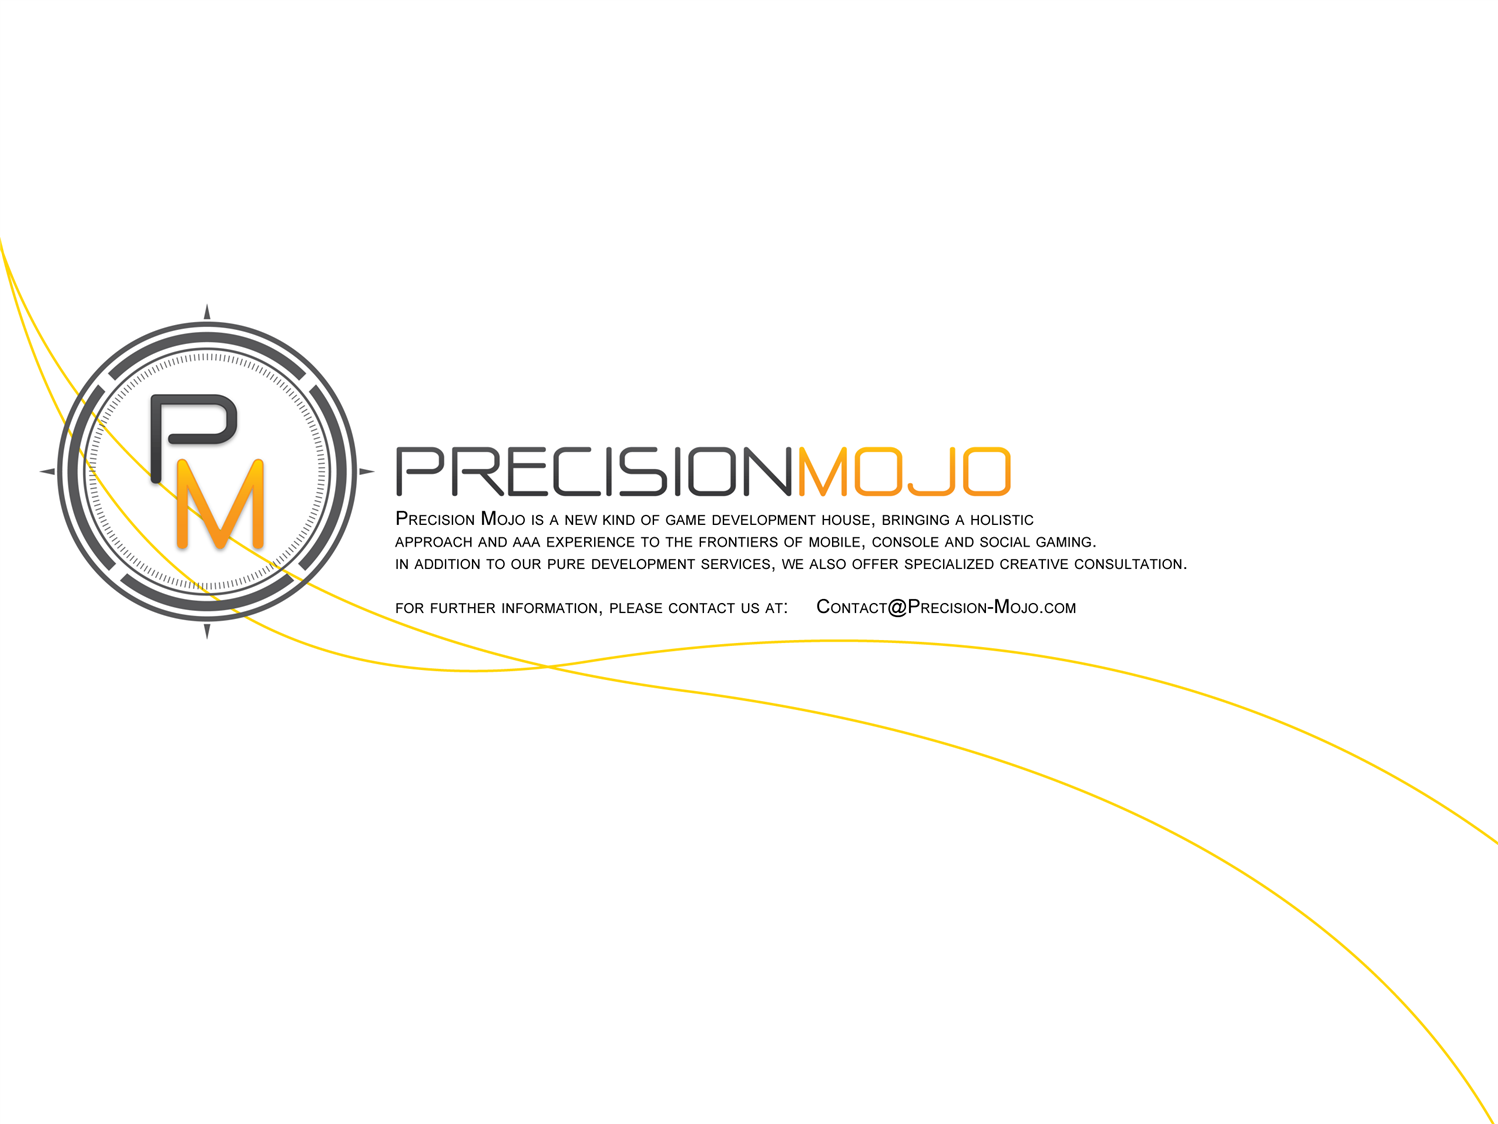 P
M
PRECISIONMOJO
Precision Mojo is a new kind of game development house, bringing a holistic
approach and aaa experience to the frontiers of mobile, console and social gaming.
in addition to our pure development services, we also offer specialized creative consultation.
for further information, please contact us at: Contact@Precision-Mojo.com